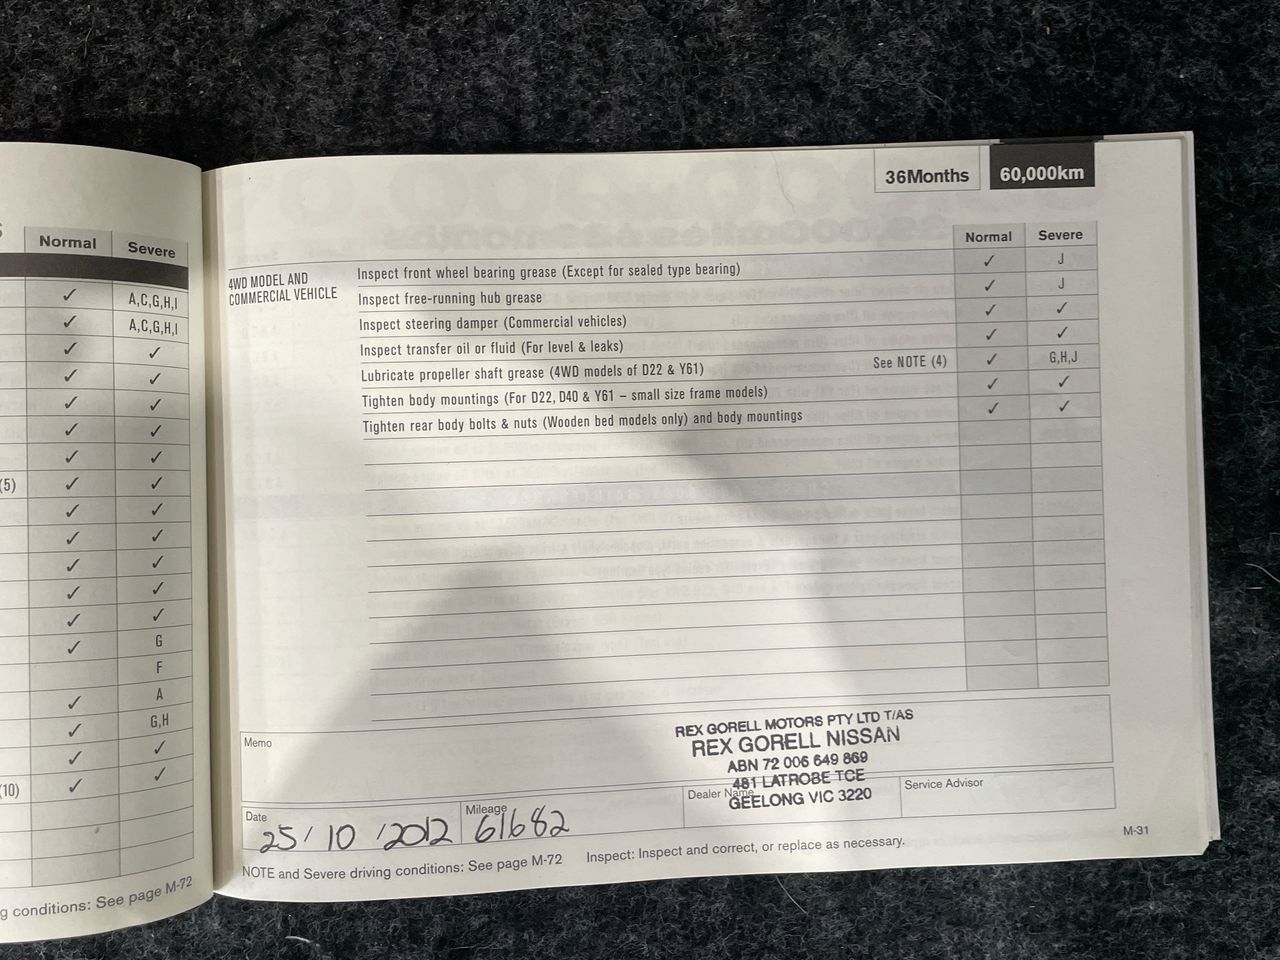 Normal Severe
✓ A,C,G,H,I
✓ A,C,G,H,I
✓ ✓
✓ ✓
✓ ✓
✓ ✓
✓ ✓
(5) ✓ ✓
✓ ✓
✓ ✓
✓ ✓
✓ ✓
✓ ✓
✓ G
F
✓ A
✓ G,H
✓ ✓
(10) ✓ ✓
g conditions: See page M-72
36Months 60,000km
Normal Severe
4WD MODEL AND
COMMERCIAL VEHICLE
Inspect front wheel bearing grease (Except for sealed type bearing) ✓ J
Inspect free-running hub grease ✓ J
Inspect steering damper (Commercial vehicles) ✓ ✓
Inspect transfer oil or fluid (For level & leaks) ✓ ✓
Lubricate propeller shaft grease (4WD models of D22 & Y61) See NOTE (4) ✓ G,H,J
Tighten body mountings (For D22, D40 & Y61 – small size frame models) ✓ ✓
Tighten rear body bolts & nuts (Wooden bed models only) and body mountings ✓ ✓
Memo
REX GORELL MOTORS PTY LTD T/AS
REX GORELL NISSAN
ABN 72 006 649 869
481 LATROBE TCE
GEELONG VIC 3220
Date 25/10/2012
Mileage 61682
Dealer Name
Service Advisor
NOTE and Severe driving conditions: See page M-72 Inspect: Inspect and correct, or replace as necessary.
M-31